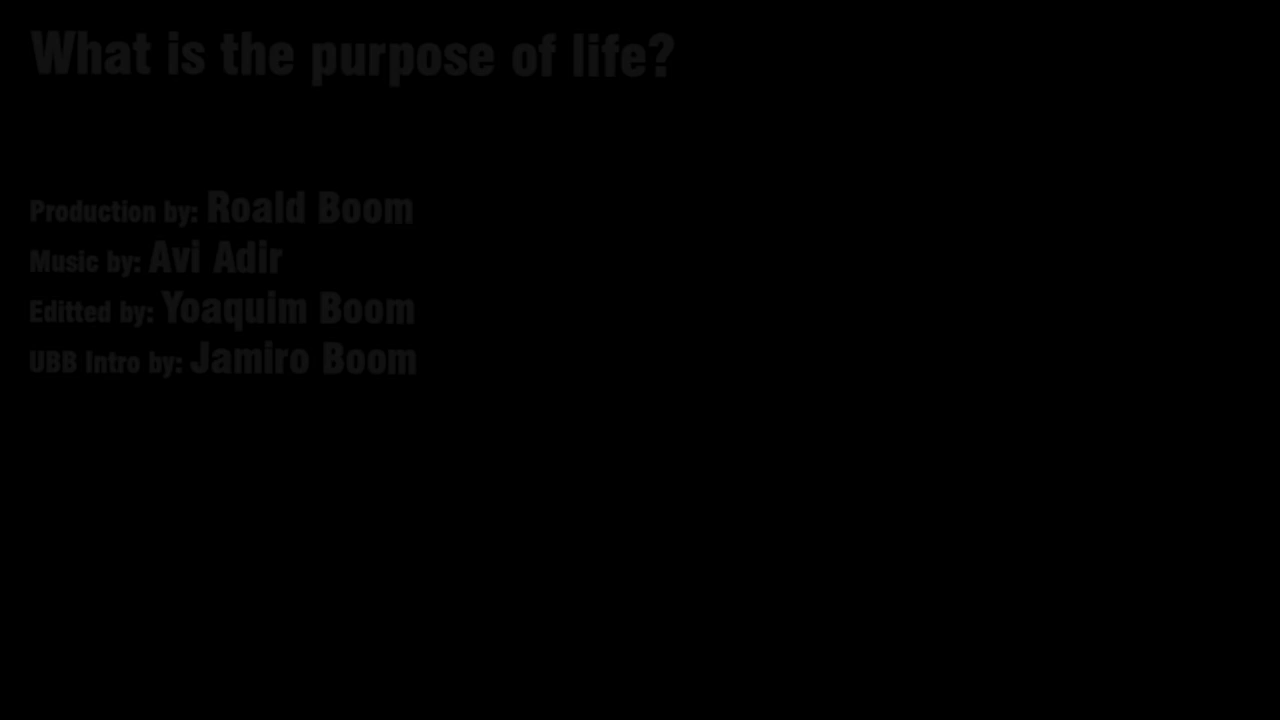 What is the purpose of life?
Production by: Roald Boom
Music by: Avi Adir
Editted by: Yoaquim Boom
UBB Intro by: Jamiro Boom